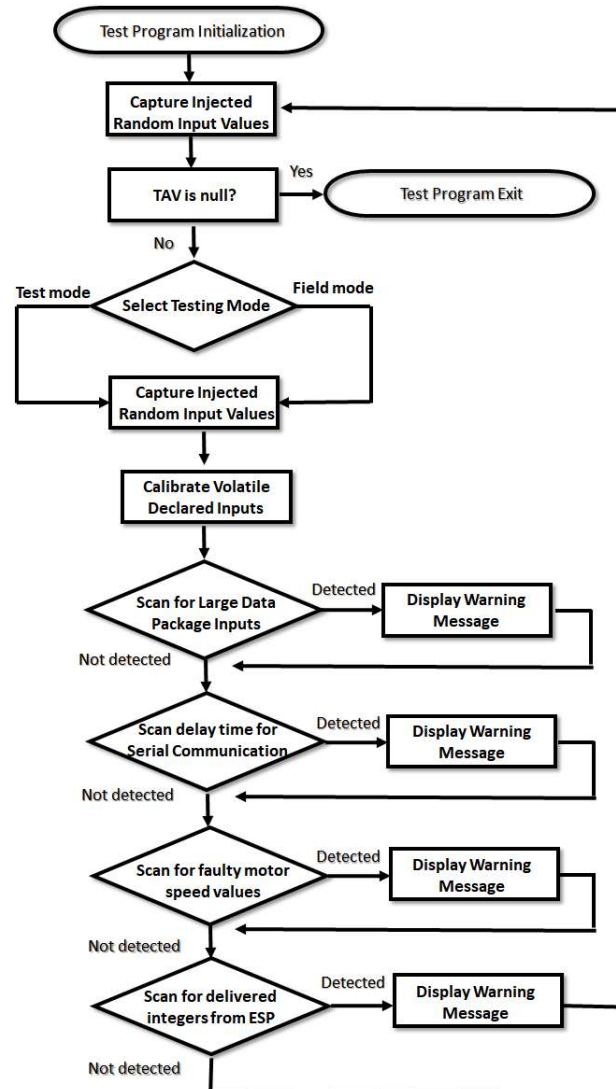 Test Program Initialization
Capture Injected
Random Input Values
TAV is null?
Yes
Test Program Exit
No
Test mode
Select Testing Mode
Field mode
Capture Injected
Random Input Values
Calibrate Volatile
Declared Inputs
Scan for Large Data
Package Inputs
Detected
Display Warning
Message
Not detected
Scan delay time for
Serial Communication
Detected
Display Warning
Message
Not detected
Scan for faulty motor
speed values
Detected
Display Warning
Message
Not detected
Scan for delivered
integers from ESP
Detected
Display Warning
Message
Not detected